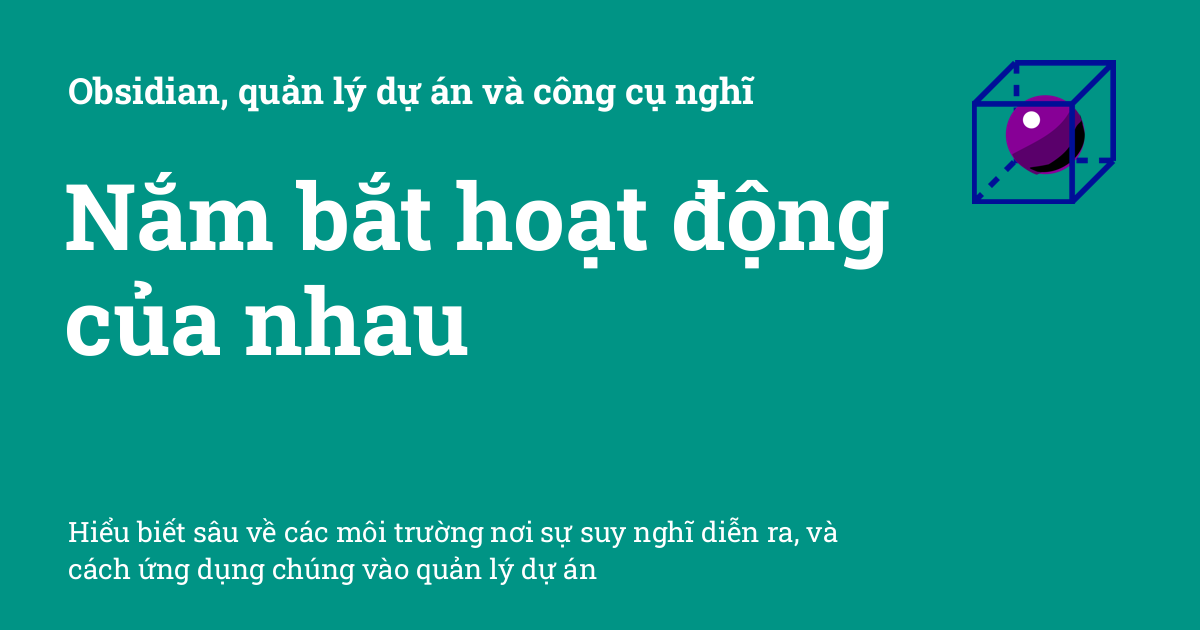 Obsidian, quản lý dự án và công cụ nghĩ
Nắm bắt hoạt động
của nhau
Hiểu biết sâu về các môi trường nơi sự suy nghĩ diễn ra, và
cách ứng dụng chúng vào quản lý dự án